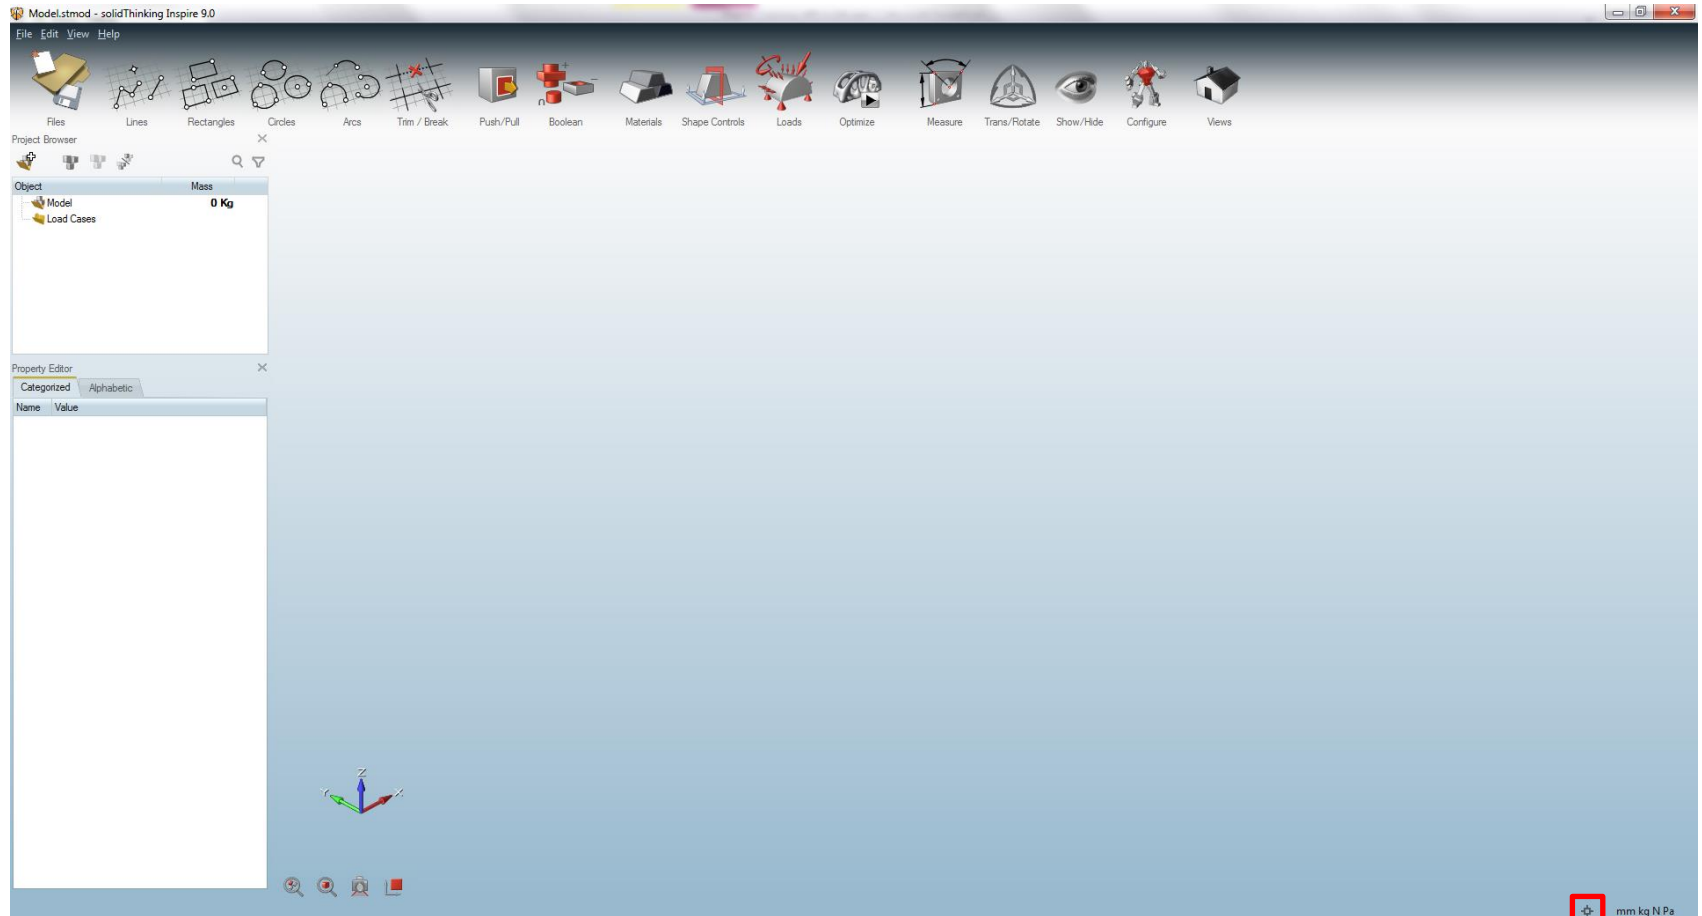 Model.stmod - solidThinking Inspire 9.0
File Edit View Help
Files Lines Rectangles Circles Arcs Trim / Break Push/Pull Boolean Materials Shape Controls Loads Optimize Measure Trans/Rotate Show/Hide Configure Views
Project Browser
Object Mass
Model 0 Kg
Load Cases
Property Editor
Categorized Alphabetic
Name Value
Z
Y X
mm kg N Pa